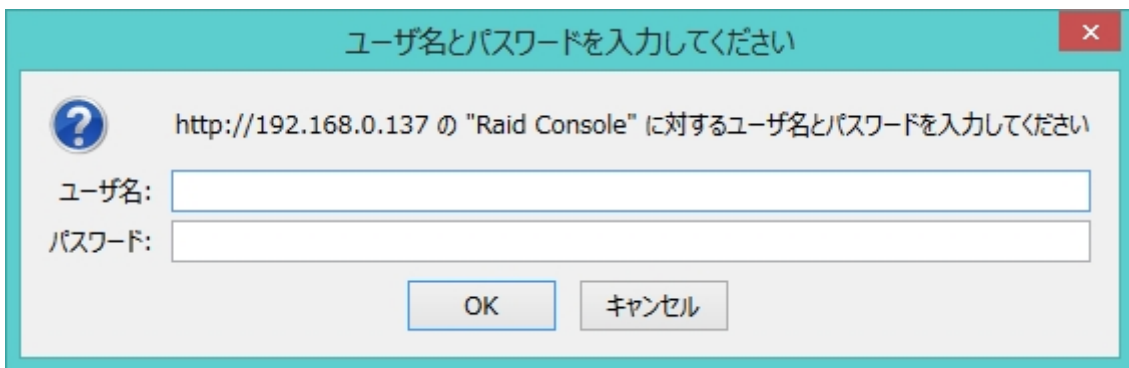 ユーザ名とパスワードを入力してください
http://192.168.0.137 の "Raid Console" に対するユーザ名とパスワードを入力してください
ユーザ名:
パスワード:
OK キャンセル